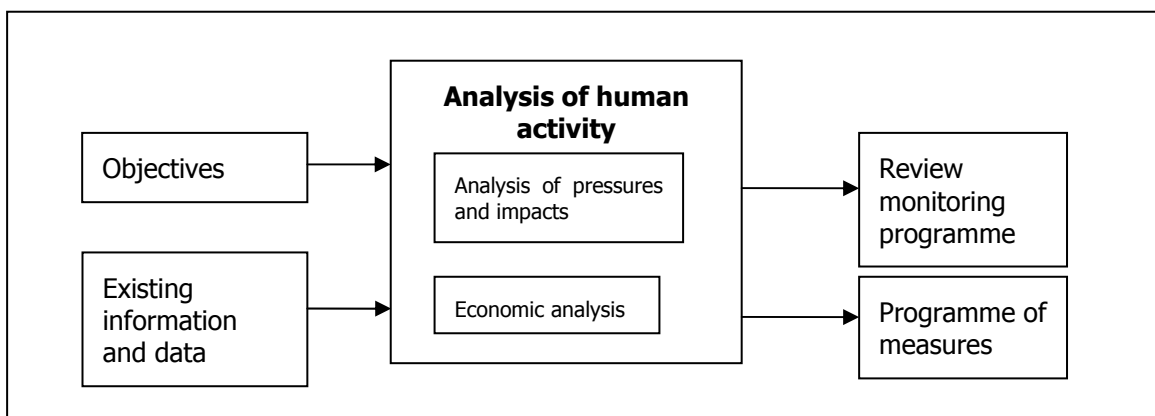 Objectives
Existing
information
and data
Analysis of human
activity
Analysis of pressures
and impacts
Economic analysis
Review
monitoring
programme
Programme of
measures